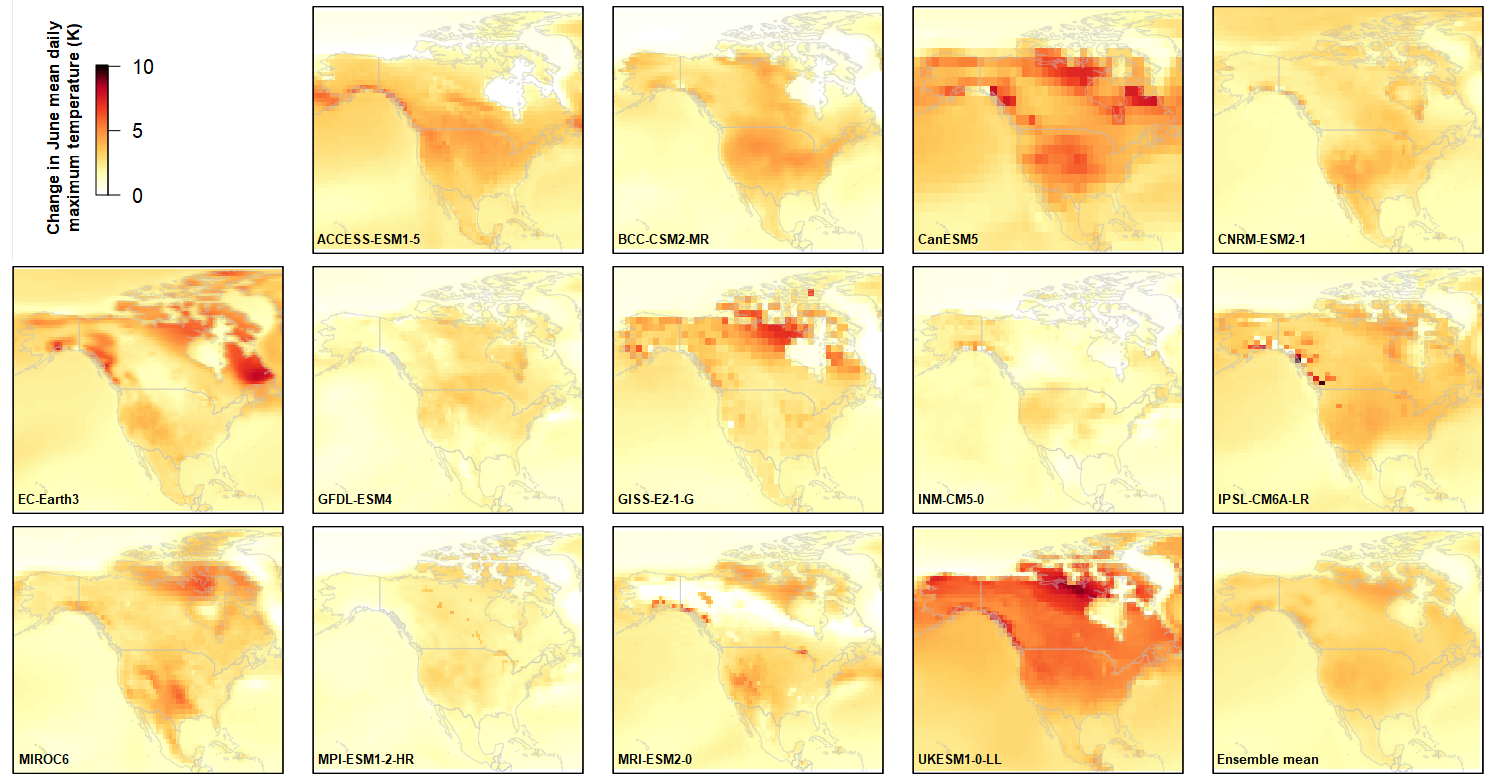 Change in June mean daily
maximum temperature (K)
10
5
0
ACCESS-ESM1-5
BCC-CSM2-MR
CanESM5
CNRM-ESM2-1
EC-Earth3
GFDL-ESM4
GISS-E2-1-G
INM-CM5-0
IPSL-CM6A-LR
MIROC6
MPI-ESM1-2-HR
MRI-ESM2-0
UKESM1-0-LL
Ensemble mean